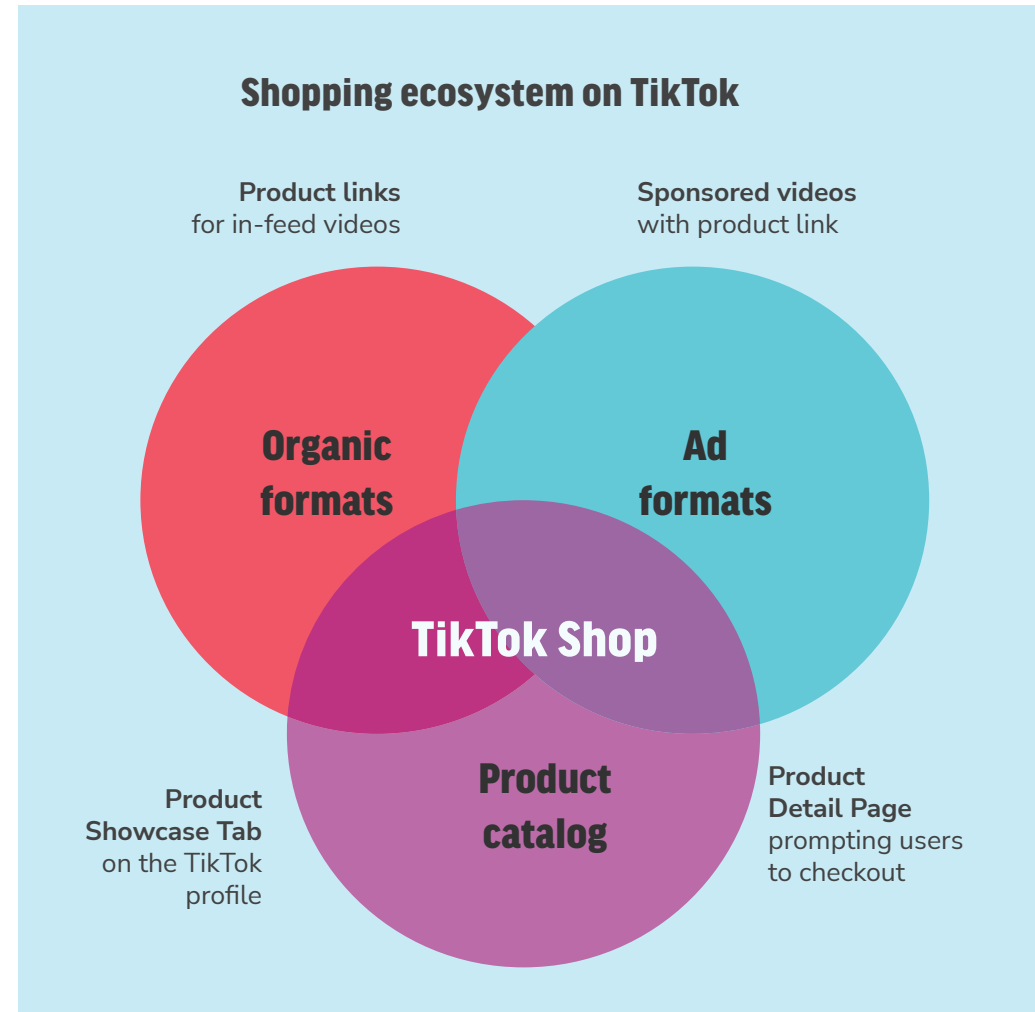 Shopping ecosystem on TikTok
Product links
for in-feed videos
Sponsored videos
with product link
Organic
formats
Ad
formats
TikTok Shop
Product
catalog
Product
Showcase Tab
on the TikTok
profile
Product
Detail Page
prompting users
to checkout